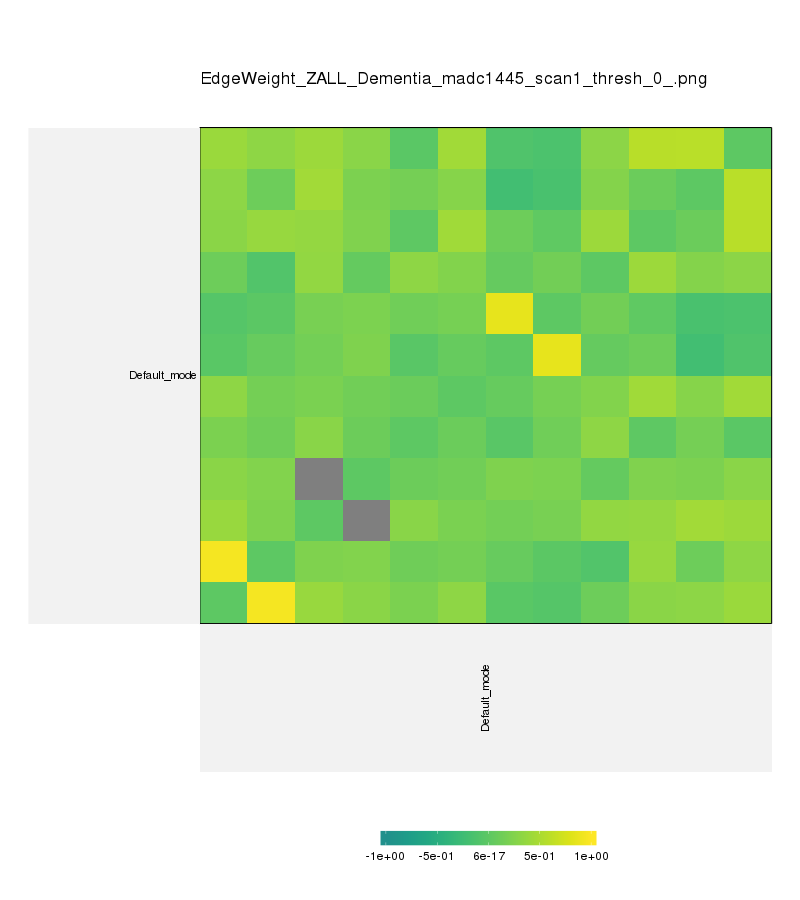 EdgeWeight_ZALL_Dementia_madc1445_scan1_thresh_0_.png
Default_mode
Default_mode
-1e+00 -5e-01 6e-17 5e-01 1e+00